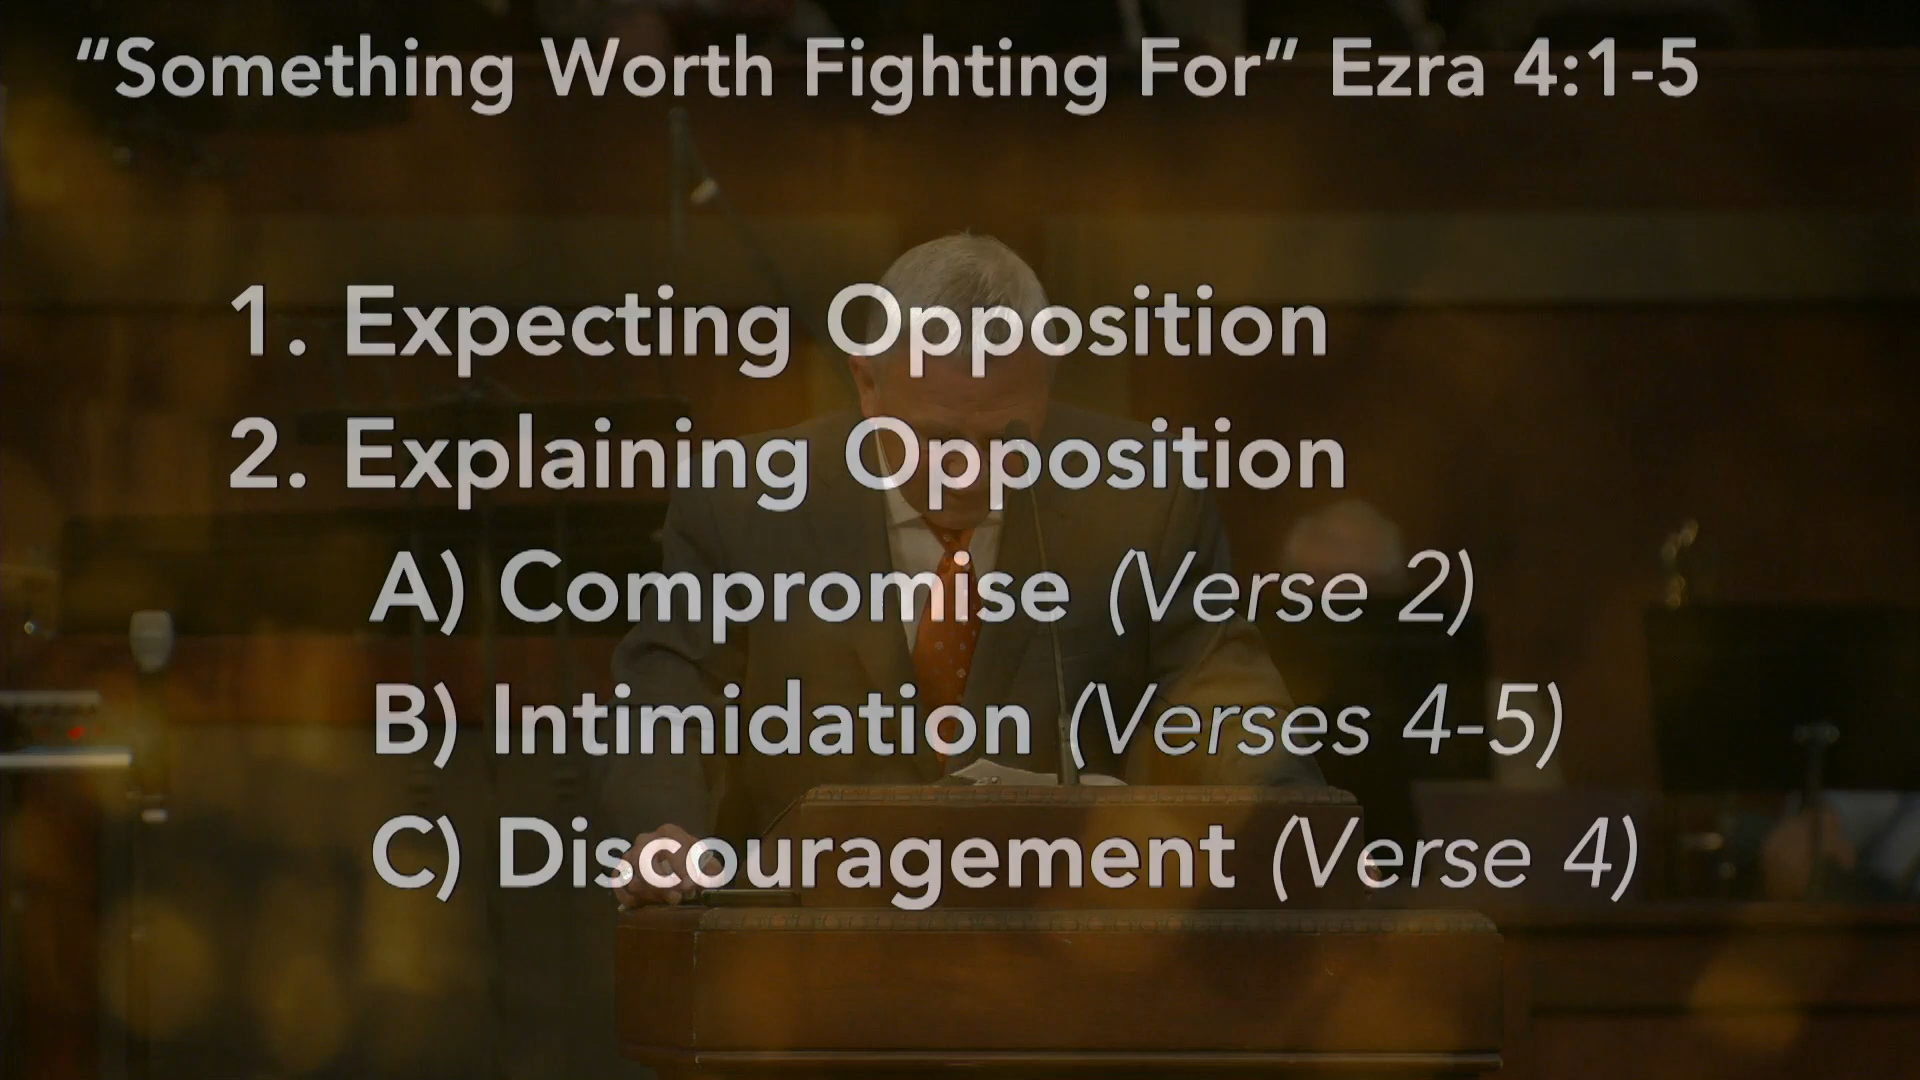 “Something Worth Fighting For” Ezra 4:1-5
1. Expecting Opposition
2. Explaining Opposition
A) Compromise (Verse 2)
B) Intimidation (Verses 4-5)
C) Discouragement (Verse 4)